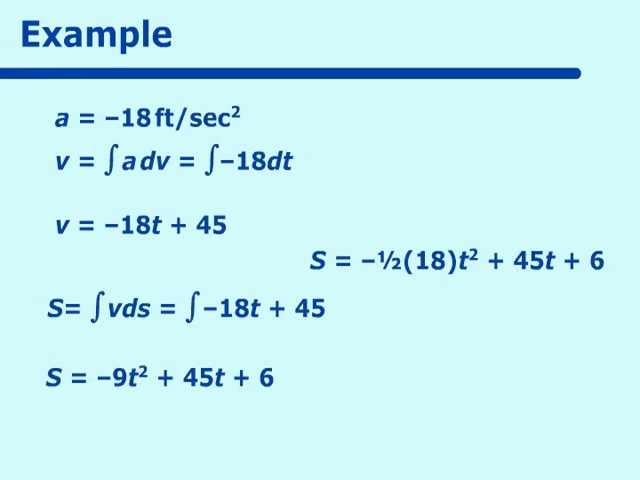 Example
a = –18 ft/sec²
v = ∫a dv = ∫–18dt
v = –18t + 45
S = –½(18)t² + 45t + 6
S= ∫vds = ∫–18t + 45
S = –9t² + 45t + 6